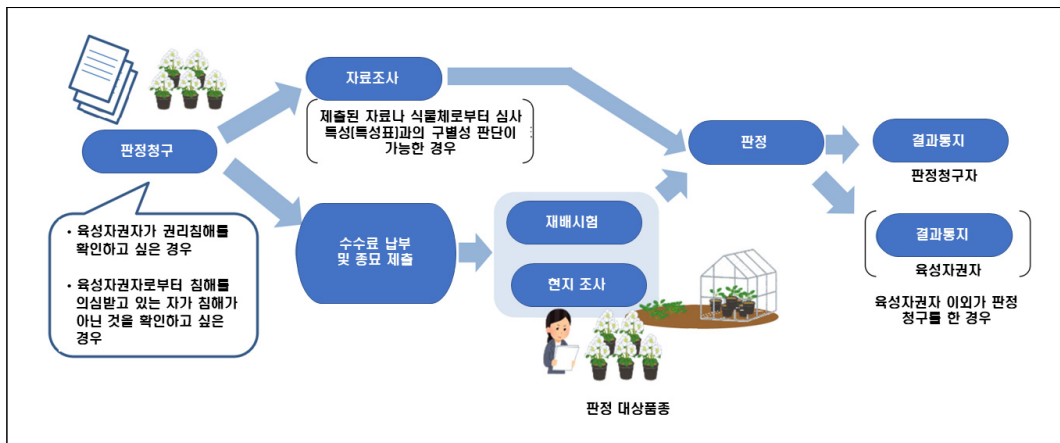 판정청구
• 육성자권자가 권리침해를
확인하고 싶은 경우
• 육성자권자로부터 침해를
의심받고 있는 자가 침해가
아닌 것을 확인하고 싶은
경우
자료조사
제출된 자료나 식물체로부터 심사
특성(특성표)과의 구별성 판단이
가능한 경우
수수료 납부
및 종묘 제출
재배시험
현지 조사
판정 대상품종
판정
결과통지
판정청구자
결과통지
육성자권자
육성자권자 이외가 판정
청구를 한 경우